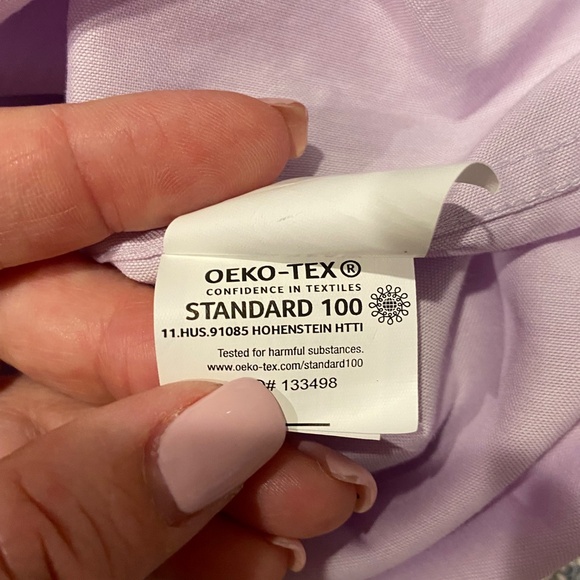 OEKO-TEX®
CONFIDENCE IN TEXTILES
STANDARD 100
11.HUS.91085 HOHENSTEIN HTTI
Tested for harmful substances.
www.oeko-tex.com/standard100
# 133498